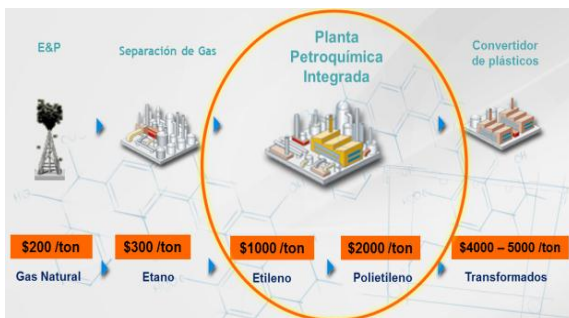 E&P
Separación de Gas
Planta
Petroquímica
Integrada
Convertidor
de plásticos
$200 /ton
$300 /ton
$1000 /ton
$2000 /ton
$4000 – 5000 /ton
Gas Natural
Etano
Etileno
Polietileno
Transformados